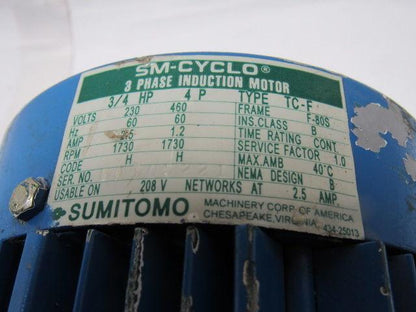 SM-CYCLO®
3 PHASE INDUCTION MOTOR
3/4 HP 4 P TYPE TC-F
VOLTS 230 460 FRAME F-80S
Hz 60 60 INS.CLASS B
AMP 1.2 TIME RATING CONT
RPM 1730 1730 SERVICE FACTOR 1.0
CODE H H MAX.AMB 40°C
SER. NO. NEMA DESIGN B
USABLE ON 208 V NETWORKS AT 2.5 AMP
SUMITOMO MACHINERY CORP. OF AMERICA
CHESAPEAKE, VIRGINIA 434-25013